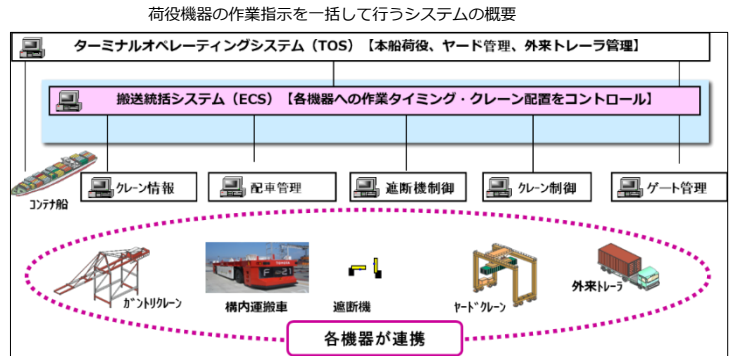 荷役機器の作業指示を一括して行うシステムの概要
ターミナルオペレーティングシステム（TOS）【本船荷役、ヤード管理、外来トレーラ管理】
搬送統括システム（ECS）【各機器への作業タイミング・クレーン配置をコントロール】
コンテナ船
クレーン情報
配車管理
遮断機制御
クレーン制御
ゲート管理
ガントリクレーン
構内運搬車
遮断機
ヤードクレーン
外来トレーラ
各機器が連携